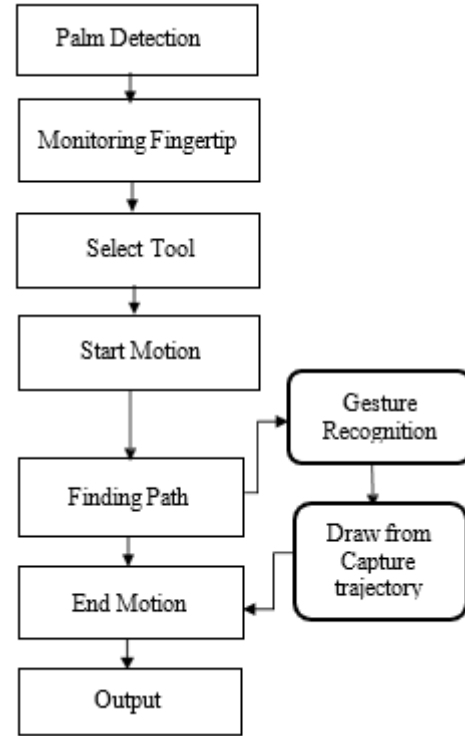 Palm Detection
Monitoring Fingertip
Select Tool
Start Motion
Gesture
Recognition
Finding Path
Draw from
Capture
trajectory
End Motion
Output